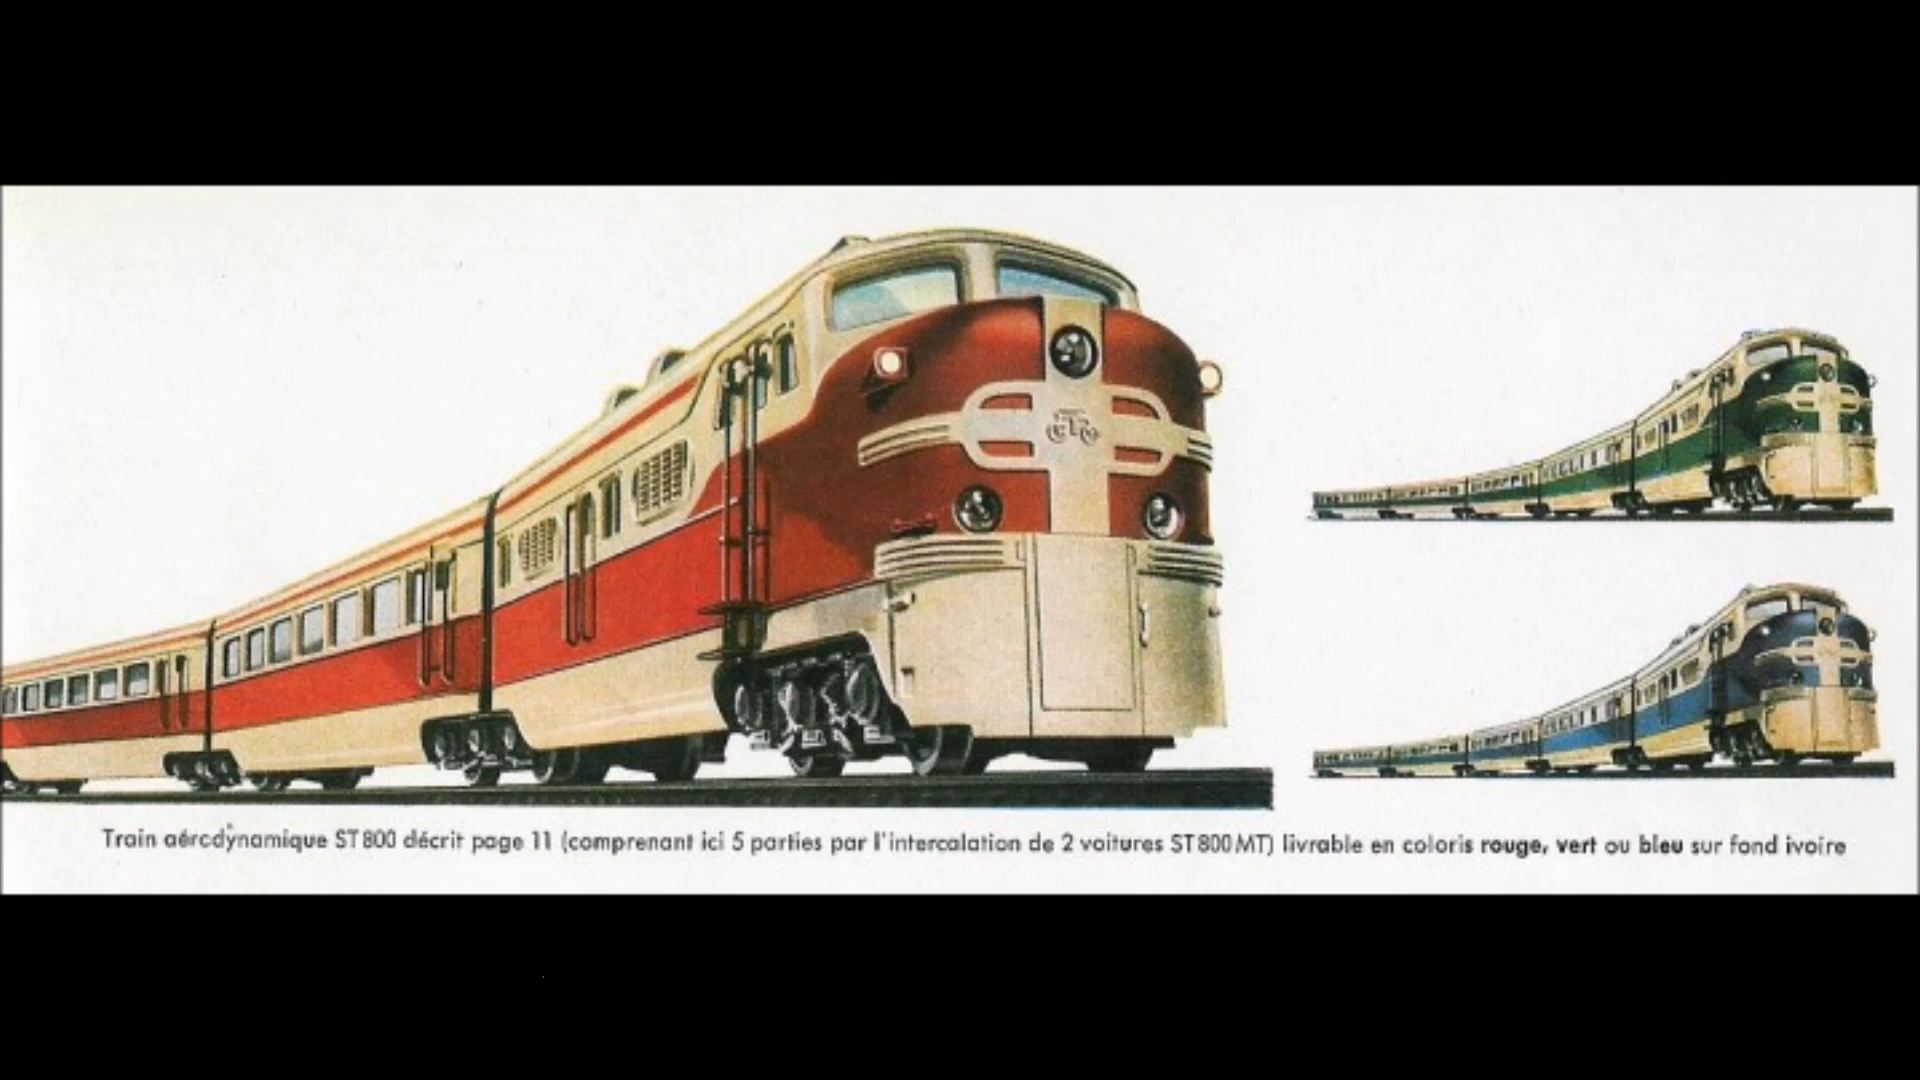 Train aérodynamique ST 800 décrit page 11 (comprenant ici 5 parties par l'intercalation de 2 voitures ST 800 MT) livrable en coloris rouge, vert ou bleu sur fond ivoire